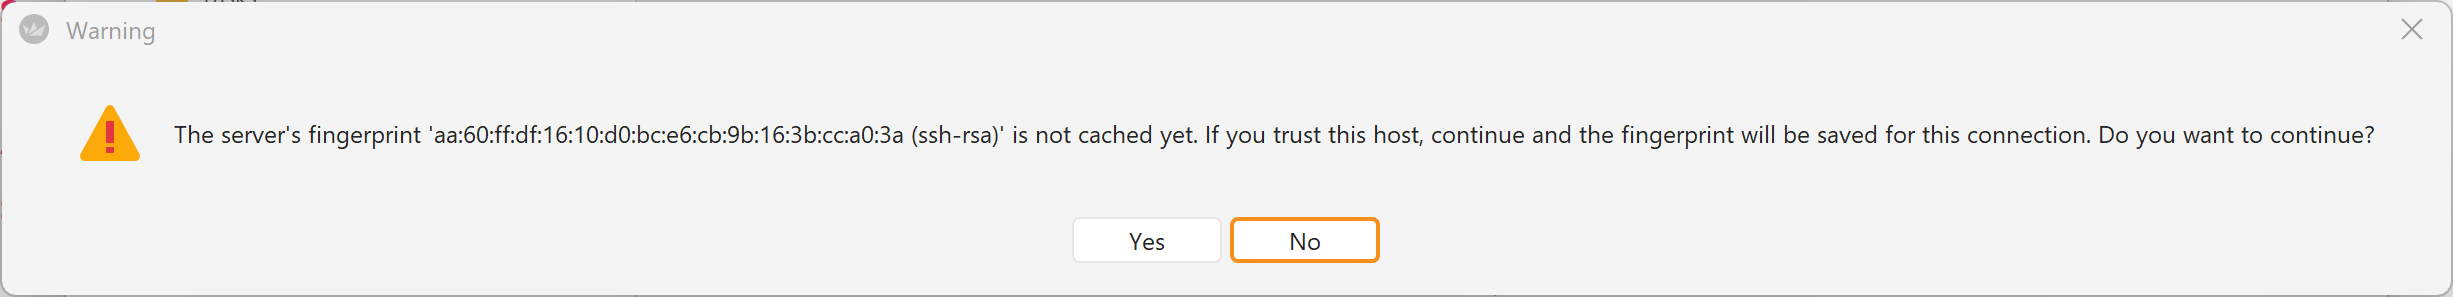 Warning
The server's fingerprint 'aa:60:ff:df:16:10:d0:bc:e6:cb:9b:16:3b:cc:a0:3a (ssh-rsa)' is not cached yet. If you trust this host, continue and the fingerprint will be saved for this connection. Do you want to continue?
Yes
No